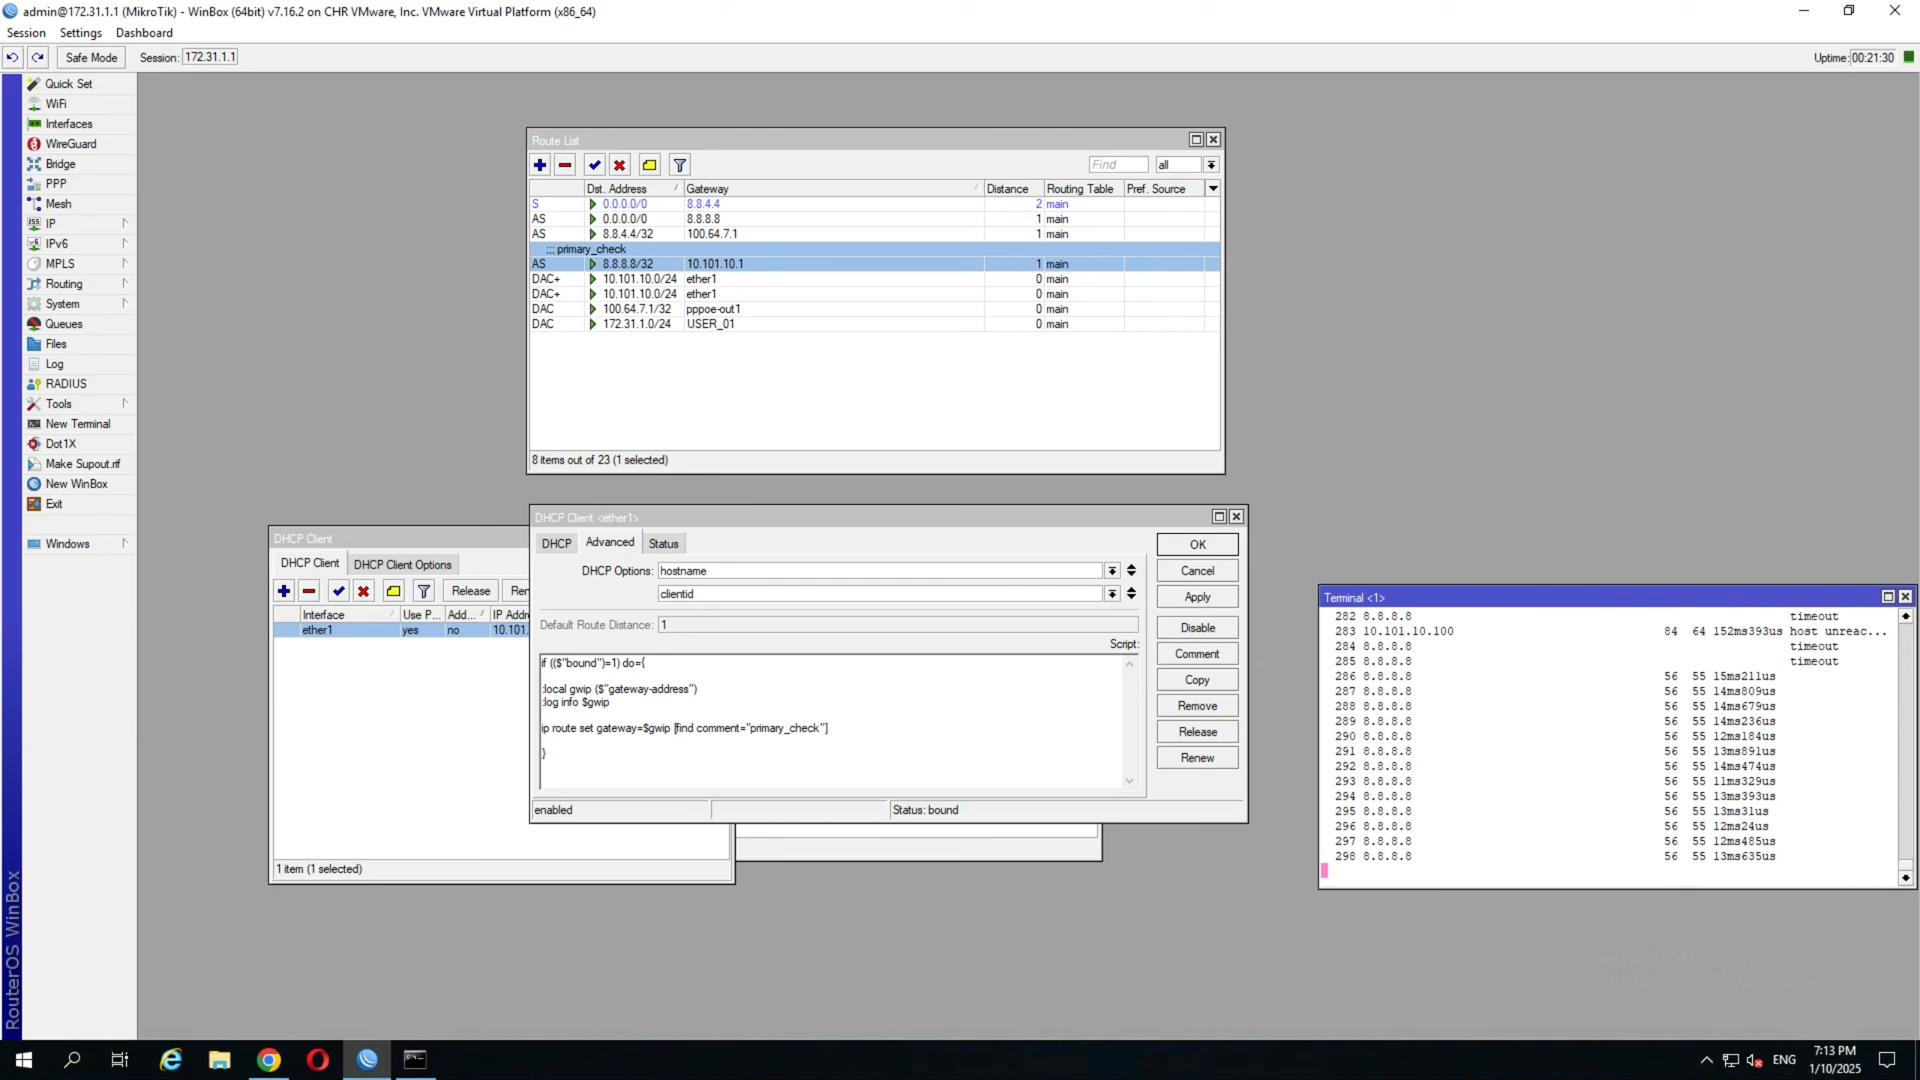 admin@172.31.1.1 (MikroTik) - WinBox (64bit) v7.16.2 on CHR VMware, Inc. VMware Virtual Platform (x86_64)
Session Settings Dashboard
Safe Mode Session: 172.31.1.1 Uptime: 00:21:30
Quick Set
WiFi
Interfaces
WireGuard
Bridge
PPP
Mesh
IP
IPv6
MPLS
Routing
System
Queues
Files
Log
RADIUS
Tools
New Terminal
Dot1X
Make Supout.rif
New WinBox
Exit
Windows
RouterOS WinBox
Route List
Find all
Dst. Address Gateway Distance Routing Table Pref. Source
S 0.0.0.0/0 8.8.4.4 2 main
AS 0.0.0.0/0 8.8.8.8 1 main
AS 8.8.4.4/32 100.64.7.1 1 main
;;; primary_check
AS 8.8.8.8/32 10.101.10.1 1 main
DAC+ 10.101.10.0/24 ether1 0 main
DAC+ 10.101.10.0/24 ether1 0 main
DAC 100.64.7.1/32 pppoe-out1 0 main
DAC 172.31.1.0/24 USER_01 0 main
8 items out of 23 (1 selected)
DHCP Client
DHCP Client DHCP Client Options
Release Ren
Interface Use P... Add... IP Addre
ether1 yes no 10.101.
1 item (1 selected)
DHCP Client <ether1>
DHCP Advanced Status
DHCP Options: hostname
clientid
Default Route Distance: 1
Script:
if (($"bound")=1) do={
:local gwip ($"gateway-address")
:log info $gwip
ip route set gateway=$gwip [find comment="primary_check"]
}
enabled Status: bound
OK
Cancel
Apply
Disable
Comment
Copy
Remove
Release
Renew
Terminal <1>
282 8.8.8.8 timeout
283 10.101.10.100 84 64 152ms393us host unreac...
284 8.8.8.8 timeout
285 8.8.8.8 timeout
286 8.8.8.8 56 55 15ms211us
287 8.8.8.8 56 55 14ms809us
288 8.8.8.8 56 55 14ms679us
289 8.8.8.8 56 55 14ms236us
290 8.8.8.8 56 55 12ms184us
291 8.8.8.8 56 55 13ms891us
292 8.8.8.8 56 55 14ms474us
293 8.8.8.8 56 55 11ms329us
294 8.8.8.8 56 55 13ms393us
295 8.8.8.8 56 55 13ms31us
296 8.8.8.8 56 55 12ms24us
297 8.8.8.8 56 55 12ms485us
298 8.8.8.8 56 55 13ms635us
ENG
7:13 PM
1/10/2025